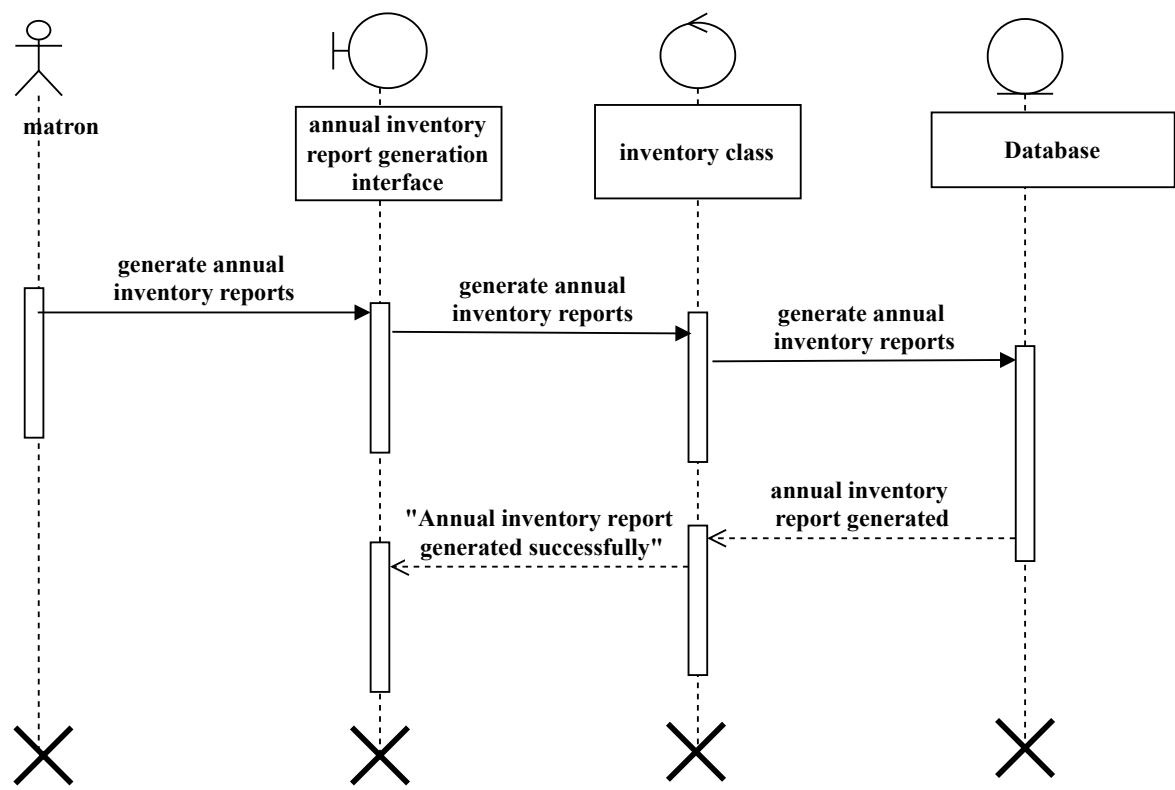 matron
annual inventory
report generation
interface
inventory class
Database
generate annual
inventory reports
generate annual
inventory reports
generate annual
inventory reports
annual inventory
report generated
"Annual inventory report
generated successfully"